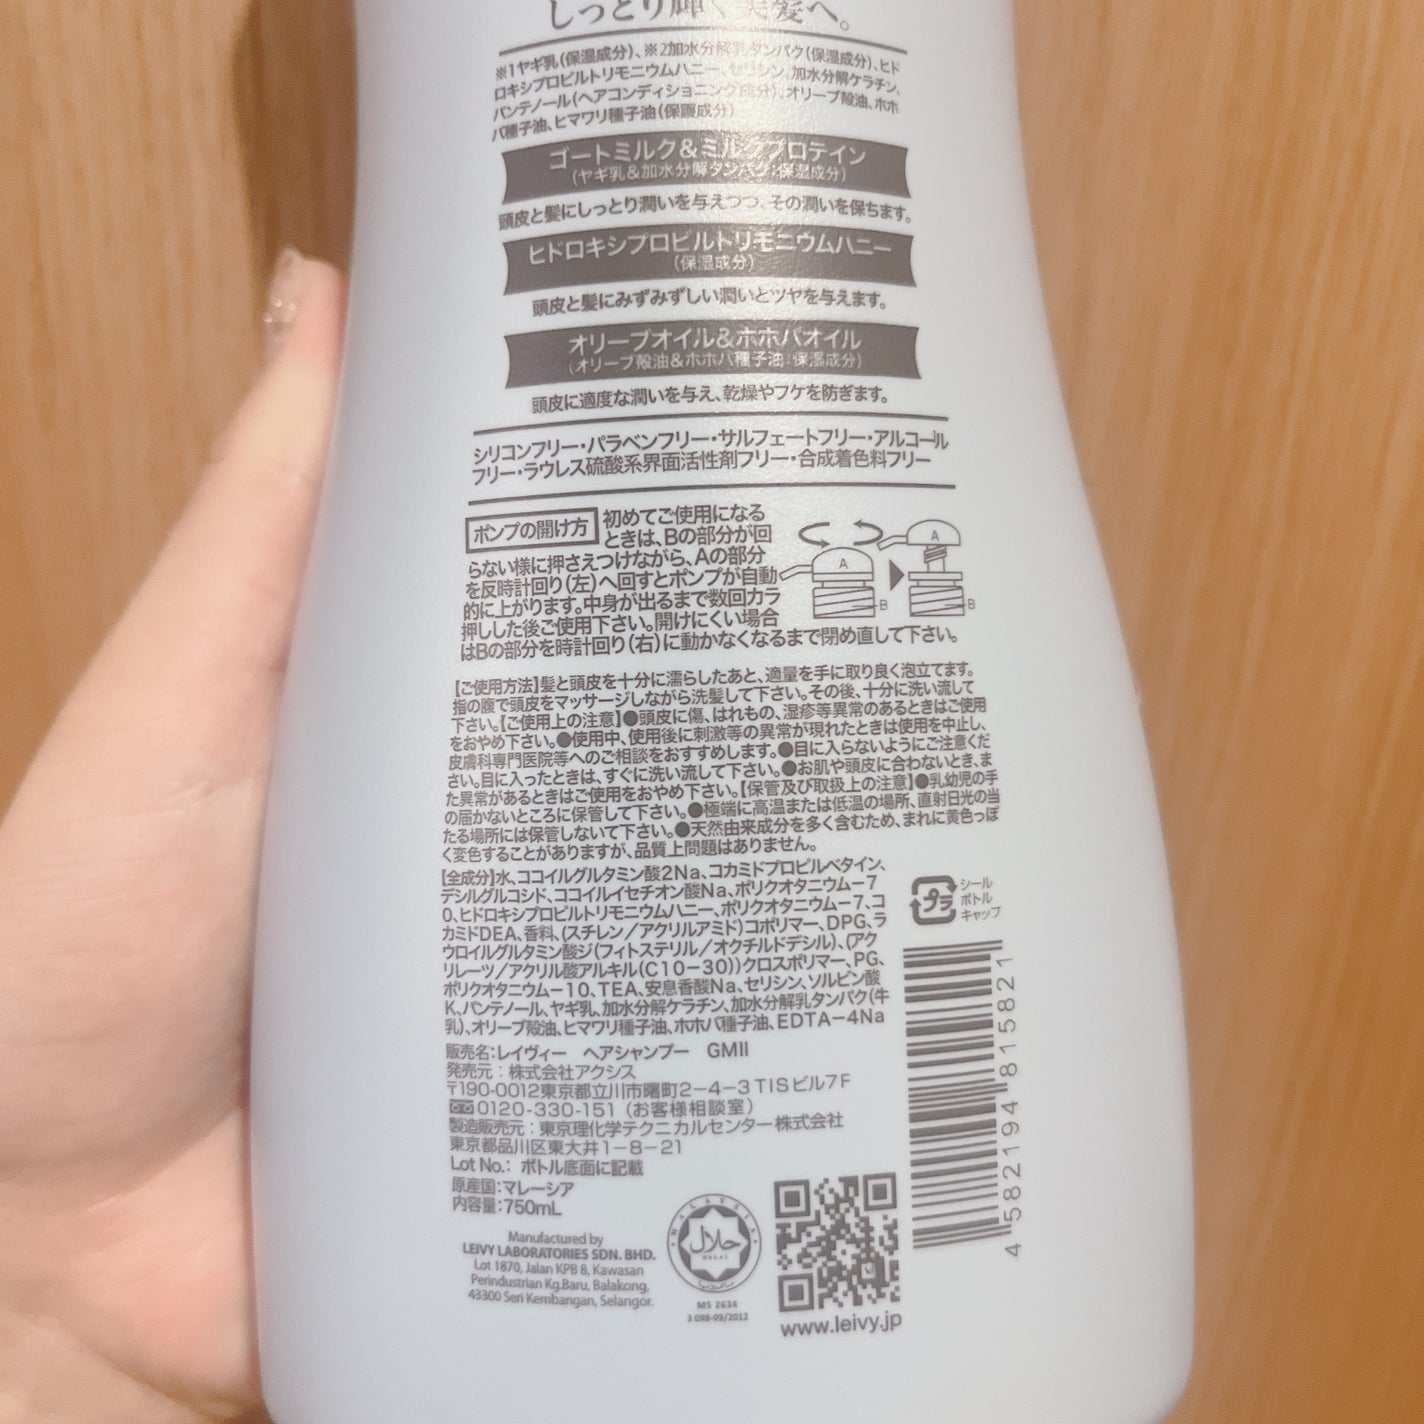 しっとり輝く美髪へ。
※1ヤギ乳(保湿成分)、※2加水分解乳タンパク(保湿成分)、ヒド
ロキシプロピルトリモニウムハニー、セリシン、加水分解ケラチン、
パンテノール(ヘアコンディショニング成分)、オリーブ殻油、ホホ
バ種子油、ヒマワリ種子油(保護成分)
ゴートミルク&ミルクプロテイン
(ヤギ乳&加水分解タンパク:保湿成分)
頭皮と髪にしっとり潤いを与えつつ、その潤いを保ちます。
ヒドロキシプロピルトリモニウムハニー
(保湿成分)
頭皮と髪にみずみずしい潤いとツヤを与えます。
オリーブオイル&ホホバオイル
(オリーブ殻油&ホホバ種子油:保湿成分)
頭皮に適度な潤いを与え、乾燥やフケを防ぎます。
シリコンフリー・パラベンフリー・サルフェートフリー・アルコール
フリー・ラウレス硫酸系界面活性剤フリー・合成着色料フリー
ポンプの開け方 初めてご使用になる
ときは、Bの部分が回
らない様に押さえつけながら、Aの部分
を反時計回り(左)へ回すとポンプが自動
的に上がります。中身が出るまで数回カラ
押しした後ご使用下さい。開けにくい場合
はBの部分を時計回り(右)に動かなくなるまで閉め直して下さい。
A
B
A
B
【ご使用方法】髪と頭皮を十分に濡らしたあと、適量を手に取り良く泡立てます。
指の腹で頭皮をマッサージしながら洗髪して下さい。その後、十分に洗い流して
下さい。【ご使用上の注意】●頭皮に傷、はれもの、湿疹等異常のあるときはご使用
をおやめ下さい。●使用中、使用後に刺激等の異常が現れたときは使用を中止し、
皮膚科専門医院等へのご相談をおすすめします。●目に入らないようにご注意くだ
さい。目に入ったときは、すぐに洗い流して下さい。●お肌や頭皮に合わないとき、ま
た異常があるときはご使用をおやめ下さい。【保管及び取扱上の注意】●乳幼児の手
の届かないところに保管して下さい。●極端に高温または低温の場所、直射日光の当
たる場所には保管しないで下さい。●天然由来成分を多く含むため、まれに黄色っぽ
く変色することがありますが、品質上問題はありません。
【全成分】水、ココイルグルタミン酸2Na、コカミドプロピルベタイン、
デシルグルコシド、ココイルイセチオン酸Na、ポリクオタニウム-7
0、ヒドロキシプロピルトリモニウムハニー、ポリクオタニウム-7、コ
カミドDEA、香料、(スチレン/アクリルアミド)コポリマー、DPG、ラ
ウロイルグルタミン酸ジ(フィトステリル/オクチルドデシル)、(アク
リレーツ/アクリル酸アルキル(C10-30))クロスポリマー、PG、
ポリクオタニウム-10、TEA、安息香酸Na、セリシン、ソルビン酸
K、パンテノール、ヤギ乳、加水分解ケラチン、加水分解乳タンパク(牛
乳)、オリーブ殻油、ヒマワリ種子油、ホホバ種子油、EDTA-4Na
プラ
シール
ボトル
キャップ
4 582194 815821
販売名:レイヴィー ヘアシャンプー GMII
発売元:株式会社アクシス
〒190-0012東京都立川市曙町2-4-3TISビル7F
0120-330-151(お客様相談室)
製造販売元:東京理化学テクニカルセンター株式会社
東京都品川区東大井1-8-21
Lot No.: ボトル底面に記載
原産国:マレーシア
内容量:750mL
Manufactured by
LEIVY LABORATORIES SDN. BHD.
Lot 1870, Jalan KPB 8, Kawasan
Perindustrian Kg.Baru, Balakong,
43300 Seri Kembangan, Selangor.
MALAYSIA
حلال
HALAL
MS 2634
3 098-09/2012
www.leivy.jp